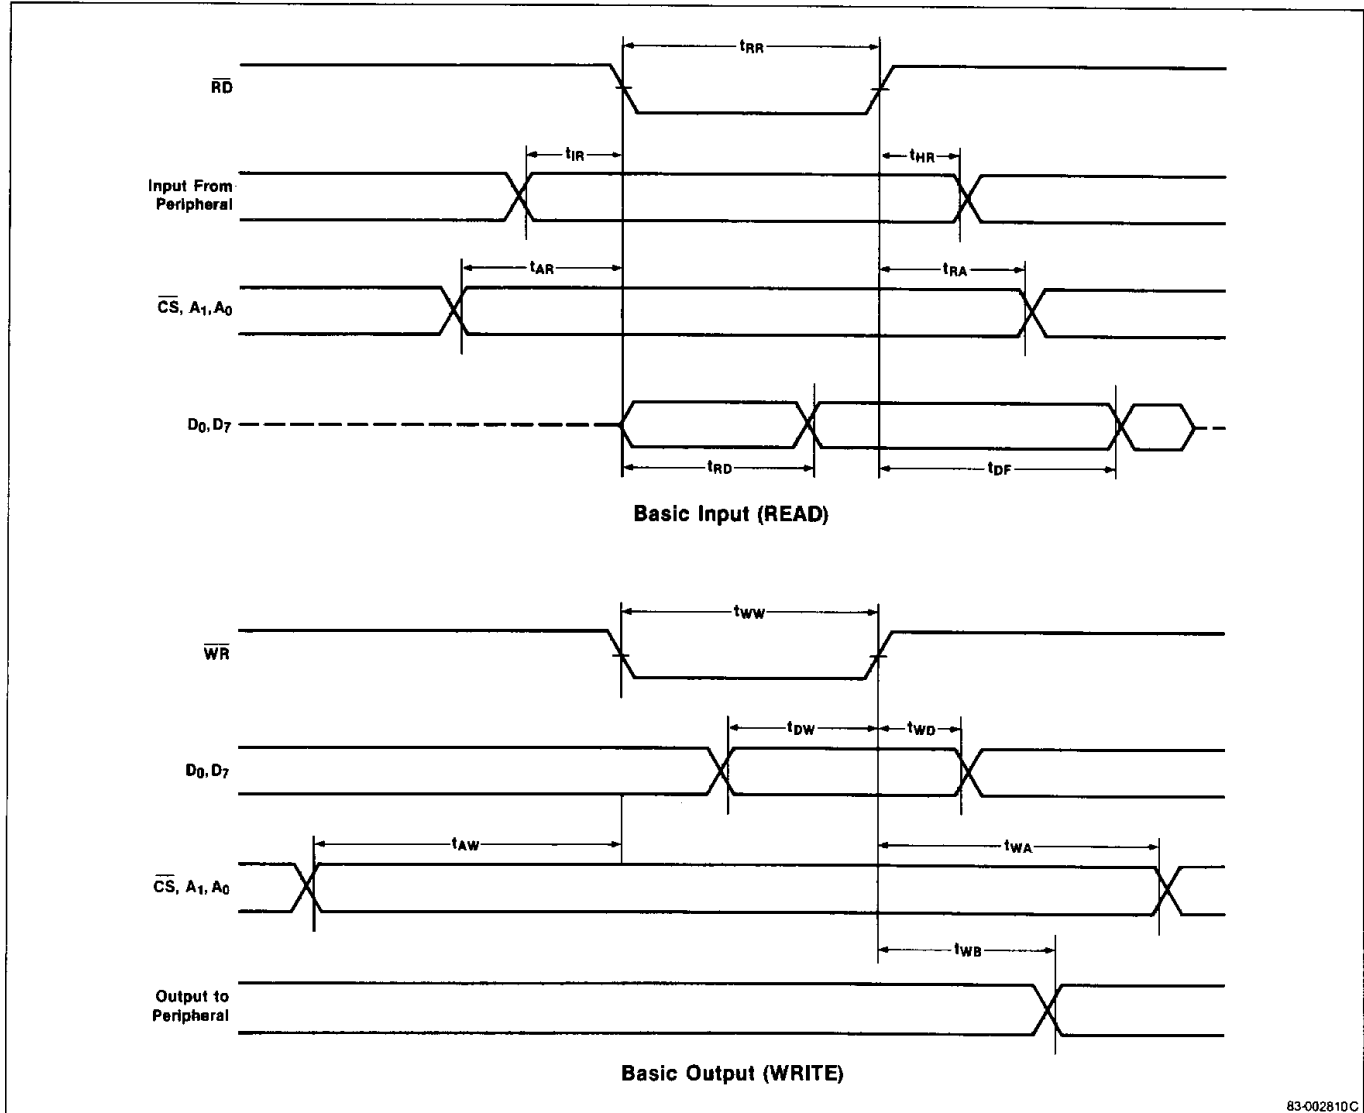 tRR
RD
tIR
tHR
Input From
Peripheral
tAR
tRA
CS, A1, A0
D0, D7
tRD
tDF
Basic Input (READ)
tWW
WR
tDW
tWD
D0, D7
tAW
tWA
CS, A1, A0
tWB
Output to
Peripheral
Basic Output (WRITE)
83-002810C